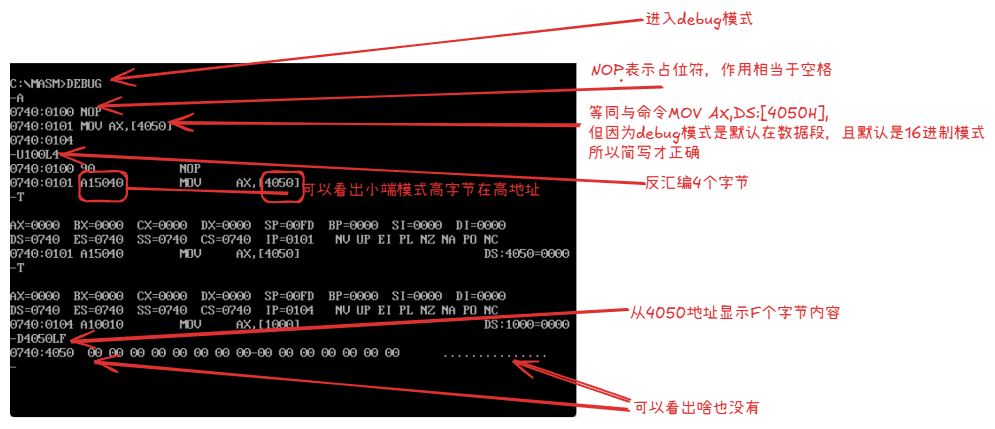 进入debug模式
C:\MASM>DEBUG
-A
0740:0100 NOP
0740:0101 MOV AX,[4050]
0740:0104
-U100L4
0740:0100 90 NOP
0740:0101 A15040 MOV AX,[4050]
-T
NOP表示占位符，作用相当于空格
等同与命令MOV AX,DS:[4050H],
但因为debug模式是默认在数据段，且默认是16进制模式
所以简写才正确
反汇编4个字节
可以看出小端模式高字节在高地址
AX=0000 BX=0000 CX=0000 DX=0000 SP=00FD BP=0000 SI=0000 DI=0000
DS=0740 ES=0740 SS=0740 CS=0740 IP=0101 NV UP EI PL NZ NA PO NC
0740:0101 A15040 MOV AX,[4050] DS:4050=0000
-T
AX=0000 BX=0000 CX=0000 DX=0000 SP=00FD BP=0000 SI=0000 DI=0000
DS=0740 ES=0740 SS=0740 CS=0740 IP=0104 NV UP EI PL NZ NA PO NC
0740:0104 A10010 MOV AX,[1000] DS:1000=0000
-D4050LF
0740:4050 00 00 00 00 00 00 00 00-00 00 00 00 00 00 00 ...............
-
从4050地址显示F个字节内容
可以看出啥也没有